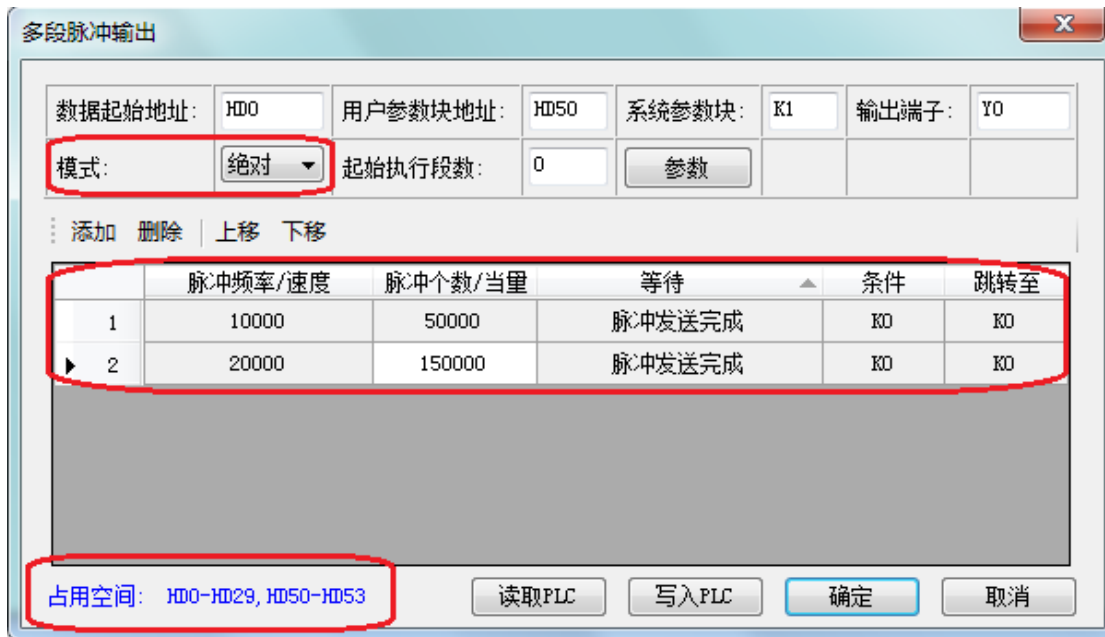 多段脉冲输出
数据起始地址: HD0 用户参数块地址: HD50 系统参数块: K1 输出端子: Y0
模式: 绝对 起始执行段数: 0 参数
添加 删除 上移 下移
脉冲频率/速度 脉冲个数/当量 等待 条件 跳转至
1 10000 50000 脉冲发送完成 K0 K0
2 20000 150000 脉冲发送完成 K0 K0
占用空间: HD0-HD29,HD50-HD53 读取PLC 写入PLC 确定 取消